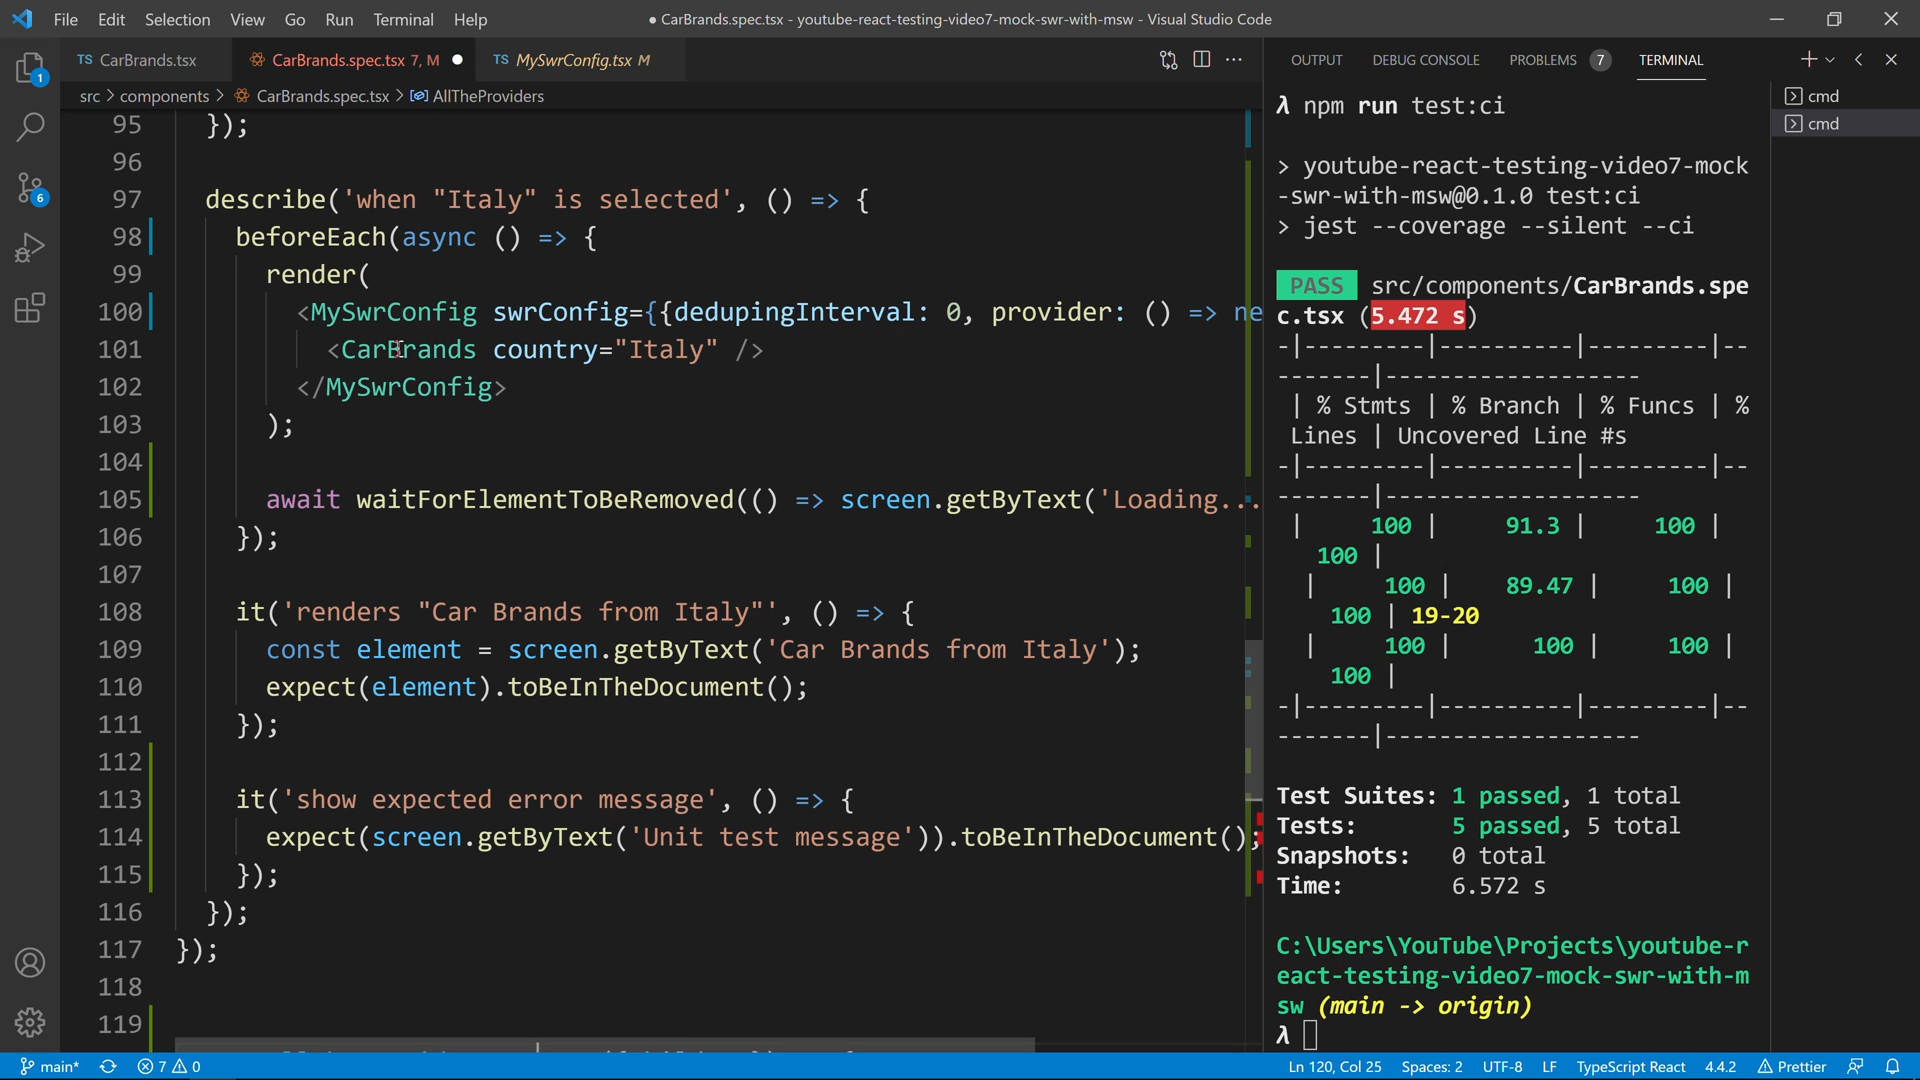 File Edit Selection View Go Run Terminal Help
● CarBrands.spec.tsx - youtube-react-testing-video7-mock-swr-with-msw - Visual Studio Code
TS CarBrands.tsx
CarBrands.spec.tsx 7, M ●
TS MySwrConfig.tsx M
src > components > CarBrands.spec.tsx > AllTheProviders
95 });
96
97 describe('when "Italy" is selected', () => {
98 beforeEach(async () => {
99 render(
100 <MySwrConfig swrConfig={{dedupingInterval: 0, provider: () => ne
101 <CarBrands country="Italy" />
102 </MySwrConfig>
103 );
104
105 await waitForElementToBeRemoved(() => screen.getByText('Loading...
106 });
107
108 it('renders "Car Brands from Italy"', () => {
109 const element = screen.getByText('Car Brands from Italy');
110 expect(element).toBeInTheDocument();
111 });
112
113 it('show expected error message', () => {
114 expect(screen.getByText('Unit test message')).toBeInTheDocument();
115 });
116 });
117 });
118
119
OUTPUT DEBUG CONSOLE PROBLEMS 7 TERMINAL
cmd
cmd
λ npm run test:ci
> youtube-react-testing-video7-mock
-swr-with-msw@0.1.0 test:ci
> jest --coverage --silent --ci
PASS src/components/CarBrands.spe
c.tsx (5.472 s)
-|---------|----------|---------|--
-------|-------------------
| % Stmts | % Branch | % Funcs | %
Lines | Uncovered Line #s
-|---------|----------|---------|--
-------|-------------------
| 100 | 91.3 | 100 |
100 |
| 100 | 89.47 | 100 |
100 | 19-20
| 100 | 100 | 100 |
100 |
-|---------|----------|---------|--
-------|-------------------
Test Suites: 1 passed, 1 total
Tests: 5 passed, 5 total
Snapshots: 0 total
Time: 6.572 s
C:\Users\YouTube\Projects\youtube-r
eact-testing-video7-mock-swr-with-m
sw (main -> origin)
λ
1
6
main* 7 0
Ln 120, Col 25 Spaces: 2 UTF-8 LF TypeScript React 4.4.2 Prettier